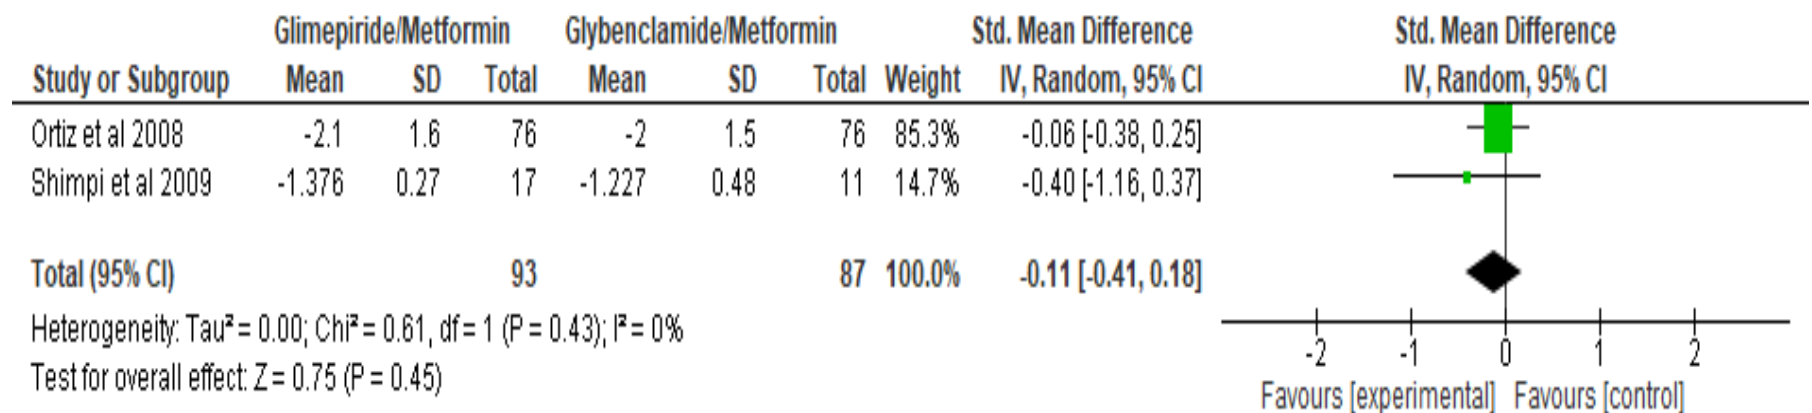 Glimepiride/Metformin Glybenclamide/Metformin Std. Mean Difference Std. Mean Difference
Study or Subgroup Mean SD Total Mean SD Total Weight IV, Random, 95% CI IV, Random, 95% CI
Ortiz et al 2008 -2.1 1.6 76 -2 1.5 76 85.3% -0.06 [-0.38, 0.25]
Shimpi et al 2009 -1.376 0.27 17 -1.227 0.48 11 14.7% -0.40 [-1.16, 0.37]
Total (95% CI) 93 87 100.0% -0.11 [-0.41, 0.18]
Heterogeneity: Tau² = 0.00; Chi² = 0.61, df = 1 (P = 0.43); I² = 0%
Test for overall effect: Z = 0.75 (P = 0.45)
-2 -1 0 1 2
Favours [experimental] Favours [control]